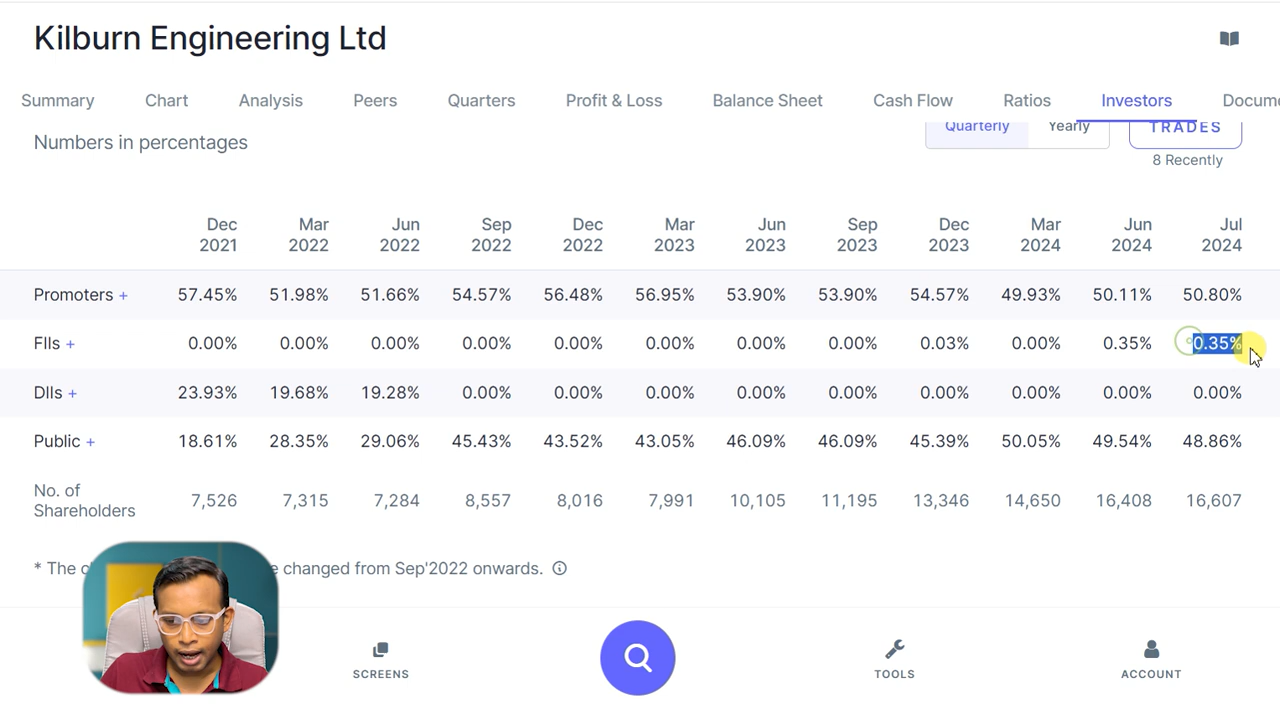 Kilburn Engineering Ltd
Summary Chart Analysis Peers Quarters Profit & Loss Balance Sheet Cash Flow Ratios Investors Docum
Numbers in percentages
Quarterly Yearly TRADES
8 Recently
Dec 2021 Mar 2022 Jun 2022 Sep 2022 Dec 2022 Mar 2023 Jun 2023 Sep 2023 Dec 2023 Mar 2024 Jun 2024 Jul 2024
Promoters + 57.45% 51.98% 51.66% 54.57% 56.48% 56.95% 53.90% 53.90% 54.57% 49.93% 50.11% 50.80%
FIIs + 0.00% 0.00% 0.00% 0.00% 0.00% 0.00% 0.00% 0.00% 0.03% 0.00% 0.35% 0.35%
DIIs + 23.93% 19.68% 19.28% 0.00% 0.00% 0.00% 0.00% 0.00% 0.00% 0.00% 0.00% 0.00%
Public + 18.61% 28.35% 29.06% 45.43% 43.52% 43.05% 46.09% 46.09% 45.39% 50.05% 49.54% 48.86%
No. of Shareholders 7,526 7,315 7,284 8,557 8,016 7,991 10,105 11,195 13,346 14,650 16,408 16,607
* The changed from Sep'2022 onwards.
SCREENS TOOLS ACCOUNT